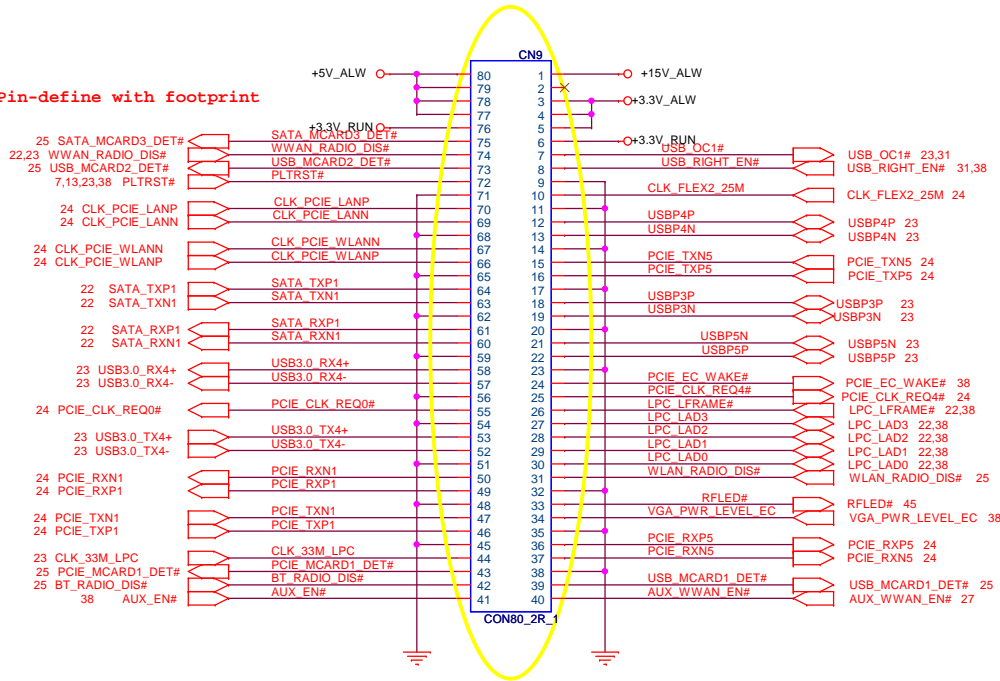 CN9
+5V_ALW 80 1 +15V_ALW
79 2
Pin-define with footprint 78 3 +3.3V_ALW
77 4
+3.3V_RUN 76 5
25 SATA_MCARD3_DET# SATA_MCARD3_DET# 75 6 +3.3V_RUN
22,23 WWAN_RADIO_DIS# WWAN_RADIO_DIS# 74 7 USB_OC1# USB_OC1# 23,31
25 USB_MCARD2_DET# USB_MCARD2_DET# 73 8 USB_RIGHT_EN# USB_RIGHT_EN# 31,38
7,13,23,38 PLTRST# PLTRST# 72 9
71 10 CLK_FLEX2_25M CLK_FLEX2_25M 24
24 CLK_PCIE_LANP CLK_PCIE_LANP 70 11
24 CLK_PCIE_LANN CLK_PCIE_LANN 69 12 USBP4P USBP4P 23
68 13 USBP4N USBP4N 23
24 CLK_PCIE_WLANN CLK_PCIE_WLANN 67 14
24 CLK_PCIE_WLANP CLK_PCIE_WLANP 66 15 PCIE_TXN5 PCIE_TXN5 24
65 16 PCIE_TXP5 PCIE_TXP5 24
22 SATA_TXP1 SATA_TXP1 64 17
22 SATA_TXN1 SATA_TXN1 63 18 USBP3P USBP3P 23
62 19 USBP3N USBP3N 23
22 SATA_RXP1 SATA_RXP1 61 20
22 SATA_RXN1 SATA_RXN1 60 21 USBP5N USBP5N 23
59 22 USBP5P USBP5P 23
23 USB3.0_RX4+ USB3.0_RX4+ 58 23
23 USB3.0_RX4- USB3.0_RX4- 57 24 PCIE_EC_WAKE# PCIE_EC_WAKE# 38
56 25 PCIE_CLK_REQ4# PCIE_CLK_REQ4# 24
24 PCIE_CLK_REQ0# PCIE_CLK_REQ0# 55 26 LPC_LFRAME# LPC_LFRAME# 22,38
54 27 LPC_LAD3 LPC_LAD3 22,38
23 USB3.0_TX4+ USB3.0_TX4+ 53 28 LPC_LAD2 LPC_LAD2 22,38
23 USB3.0_TX4- USB3.0_TX4- 52 29 LPC_LAD1 LPC_LAD1 22,38
51 30 LPC_LAD0 LPC_LAD0 22,38
24 PCIE_RXN1 PCIE_RXN1 50 31 WLAN_RADIO_DIS# WLAN_RADIO_DIS# 25
24 PCIE_RXP1 PCIE_RXP1 49 32
48 33 RFLED# RFLED# 45
24 PCIE_TXN1 PCIE_TXN1 47 34 VGA_PWR_LEVEL_EC VGA_PWR_LEVEL_EC 38
24 PCIE_TXP1 PCIE_TXP1 46 35
45 36 PCIE_RXP5 PCIE_RXP5 24
23 CLK_33M_LPC CLK_33M_LPC 44 37 PCIE_RXN5 PCIE_RXN5 24
25 PCIE_MCARD1_DET# PCIE_MCARD1_DET# 43 38
25 BT_RADIO_DIS# BT_RADIO_DIS# 42 39 USB_MCARD1_DET# USB_MCARD1_DET# 25
38 AUX_EN# AUX_EN# 41 40 AUX_WWAN_EN# AUX_WWAN_EN# 27
CON80_2R_1